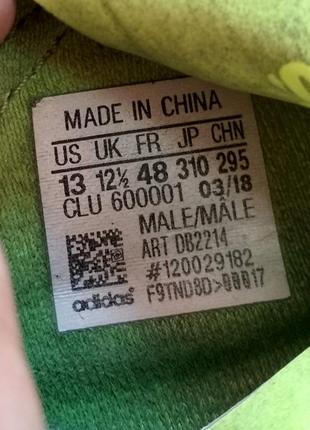 MADE IN CHINA
US UK FR JP CHN
13 12½ 48 310 295
CLU 600001 03/18
MALE/MÂLE
ART DB2214
#120029182
adidas F9TND8D>00017